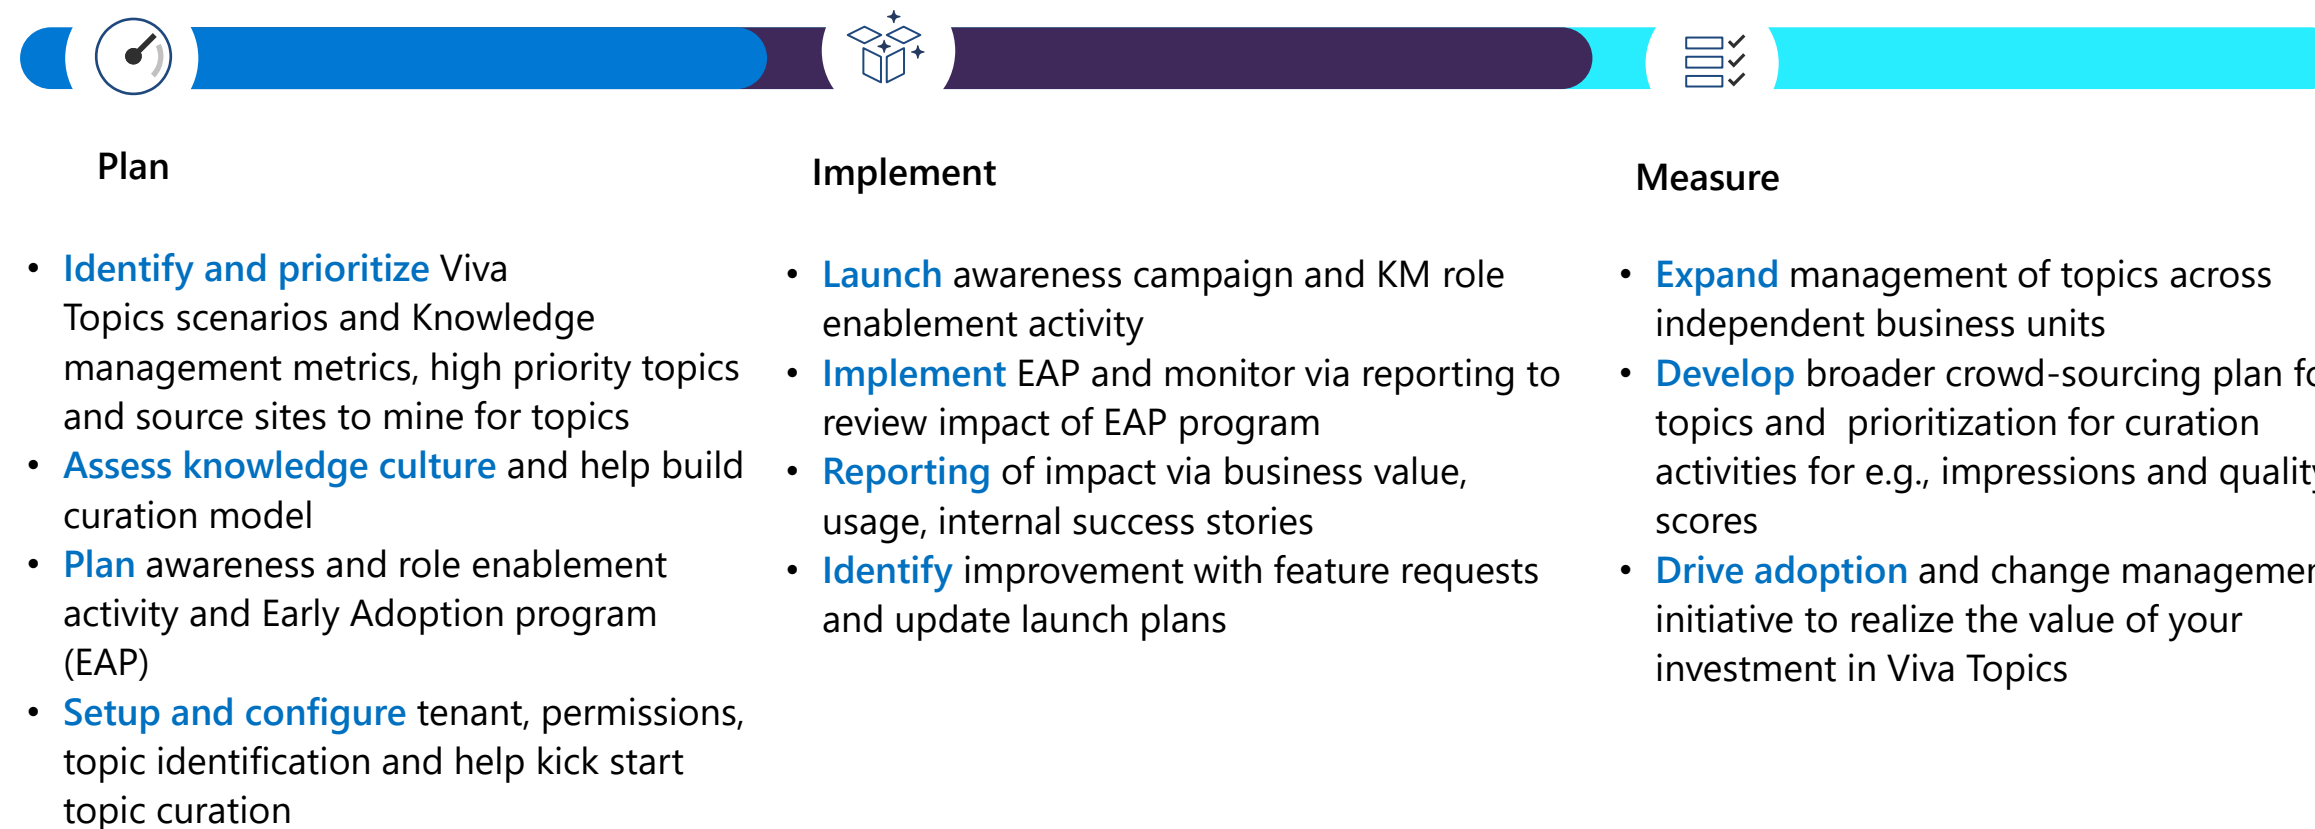 Plan
• Identify and prioritize Viva
Topics scenarios and Knowledge
management metrics, high priority topics
and source sites to mine for topics
• Assess knowledge culture and help build
curation model
• Plan awareness and role enablement
activity and Early Adoption program
(EAP)
• Setup and configure tenant, permissions,
topic identification and help kick start
topic curation
Implement
• Launch awareness campaign and KM role
enablement activity
• Implement EAP and monitor via reporting to
review impact of EAP program
• Reporting of impact via business value,
usage, internal success stories
• Identify improvement with feature requests
and update launch plans
Measure
• Expand management of topics across
independent business units
• Develop broader crowd-sourcing plan
topics and  prioritization for curation
activities for e.g., impressions and
scores
• Drive adoption and change
initiative to realize the value of your
investment in Viva Topics